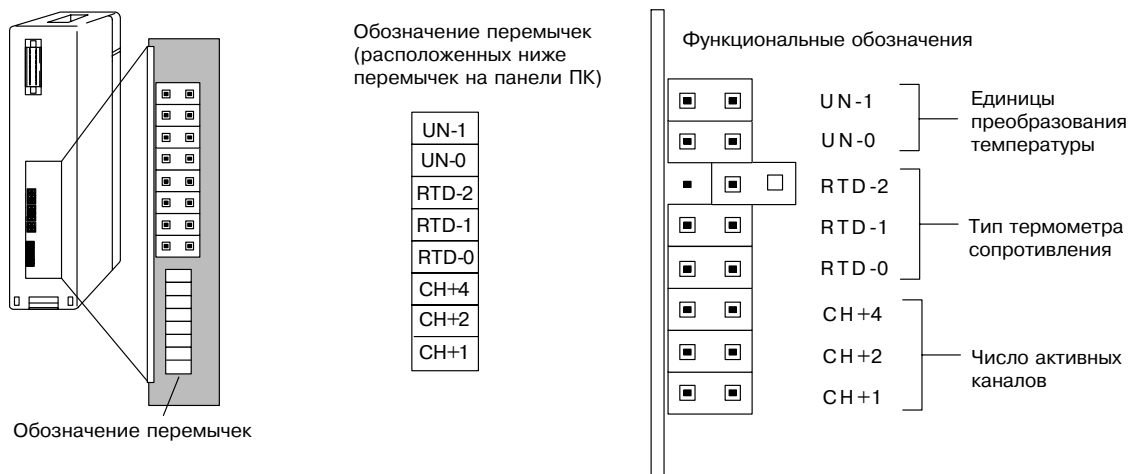 Обозначение перемычек
(расположенных ниже
перемычек на панели ПК)
UN-1
UN-0
RTD-2
RTD-1
RTD-0
CH+4
CH+2
CH+1
Обозначение перемычек
Функциональные обозначения
UN-1
UN-0
RTD-2
RTD-1
RTD-0
CH+4
CH+2
CH+1
Единицы
преобразования
температуры
Тип термометра
сопротивления
Число активных
каналов